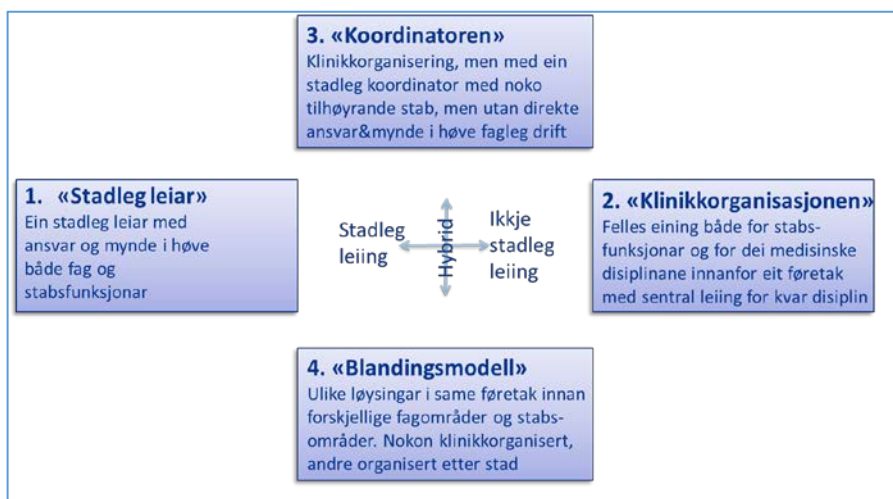 3. «Koordinatoren»
Klinikkorganisering, men med ein
stadleg koordinator med noko
tilhøyrande stab, men utan direkte
ansvar&mynde i høve fagleg drift
1. «Stadleg leiar»
Ein stadleg leiar med
ansvar og mynde i høve
både fag og
stabsfunksjonar
Stadleg
leiing
Hybrid
Ikkje
stadleg
leiing
2. «Klinikkorganisasjonen»
Felles eining både for stabs-
funksjonar og for dei medisinske
disiplinane innanfor eit føretak
med sentral leiing for kvar disiplin
4. «Blandingsmodell»
Ulike løysingar i same føretak innan
forskjellige fagområder og stabs-
områder. Nokon klinikkorganisert,
andre organisert etter stad